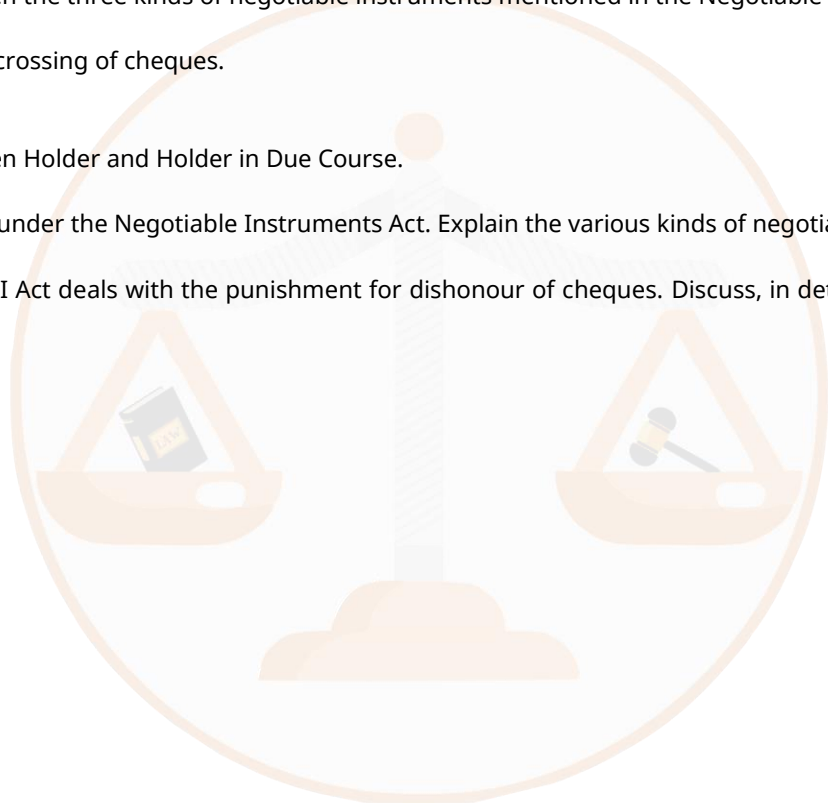 the three kinds of negotiable instruments mentioned in the Negotiable
crossing of cheques.
en Holder and Holder in Due Course.
under the Negotiable Instruments Act. Explain the various kinds of negotia
I Act deals with the punishment for dishonour of cheques. Discuss, in det
LAW